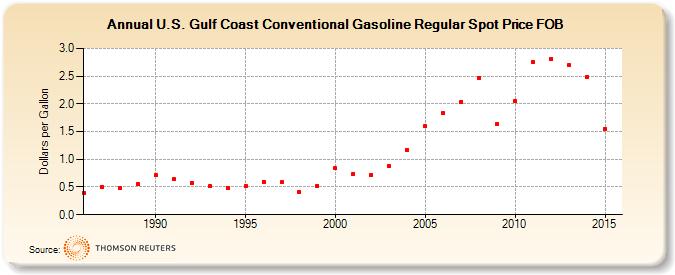 Annual U.S. Gulf Coast Conventional Gasoline Regular Spot Price FOB
Dollars per Gallon
3.0
2.5
2.0
1.5
1.0
0.5
0.0
1990 1995 2000 2005 2010 2015
Source: THOMSON REUTERS